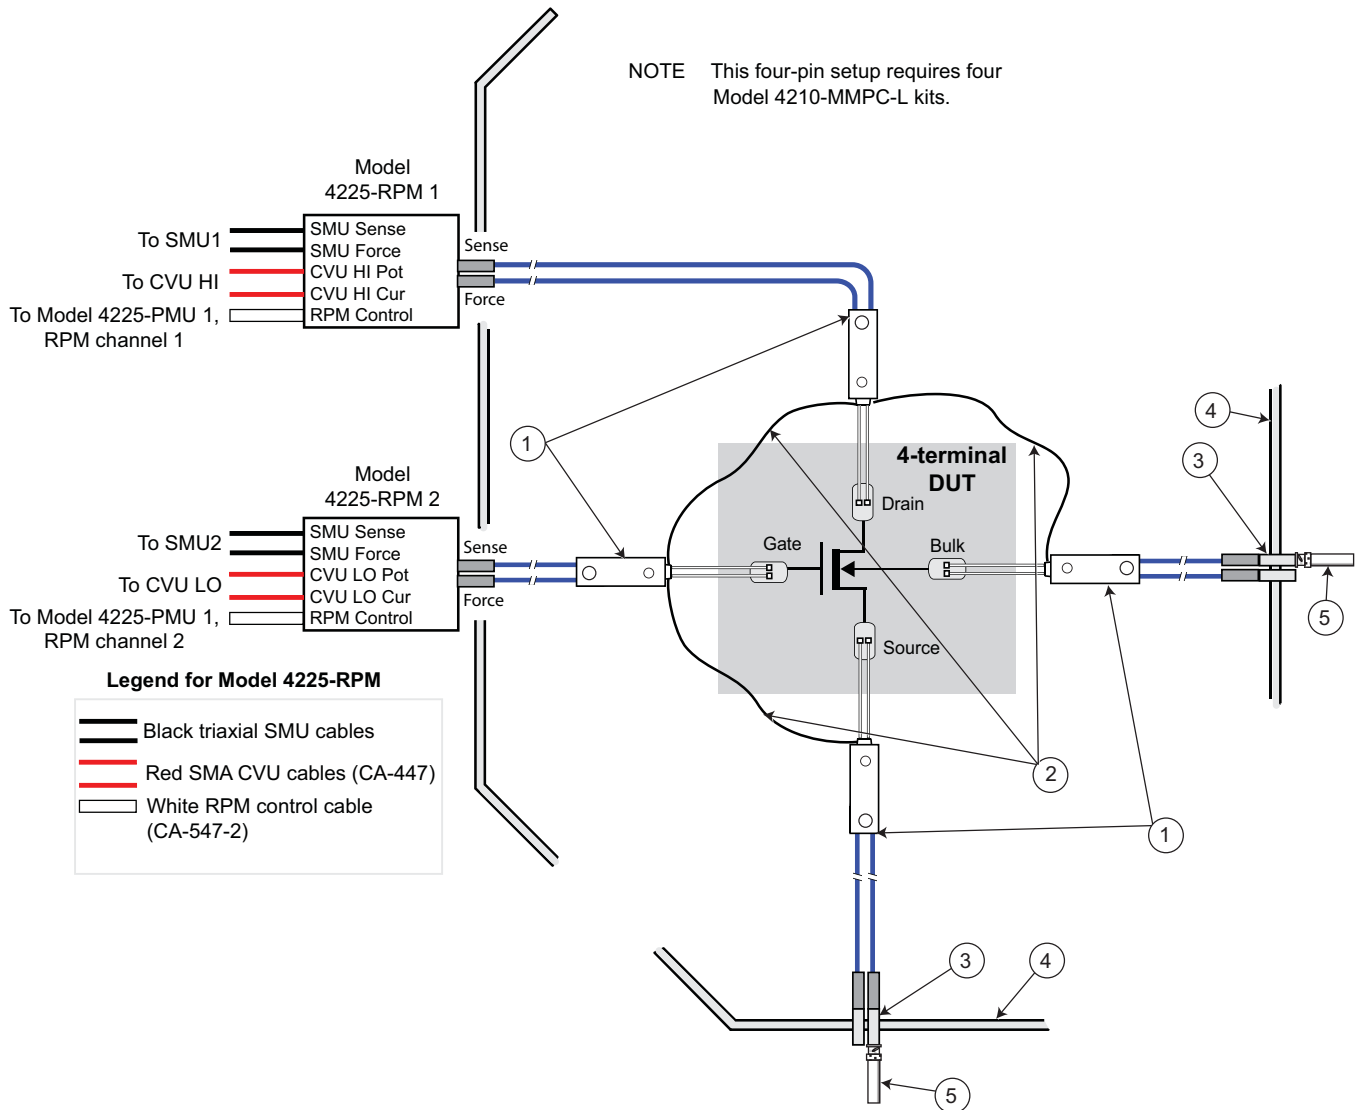 NOTE This four-pin setup requires four
Model 4210-MMPC-L kits.
Model
4225-RPM 1
To SMU1
To CVU HI
To Model 4225-PMU 1,
RPM channel 1
SMU Sense
SMU Force
CVU HI Pot
CVU HI Cur
RPM Control
Sense
Force
1
4
3
5
4-terminal
DUT
Drain
Gate
Bulk
Source
Model
4225-RPM 2
To SMU2
To CVU LO
To Model 4225-PMU 1,
RPM channel 2
SMU Sense
SMU Force
CVU LO Pot
CVU LO Cur
RPM Control
Sense
Force
Legend for Model 4225-RPM
Black triaxial SMU cables
Red SMA CVU cables (CA-447)
White RPM control cable
(CA-547-2)
2
1
3
4
5